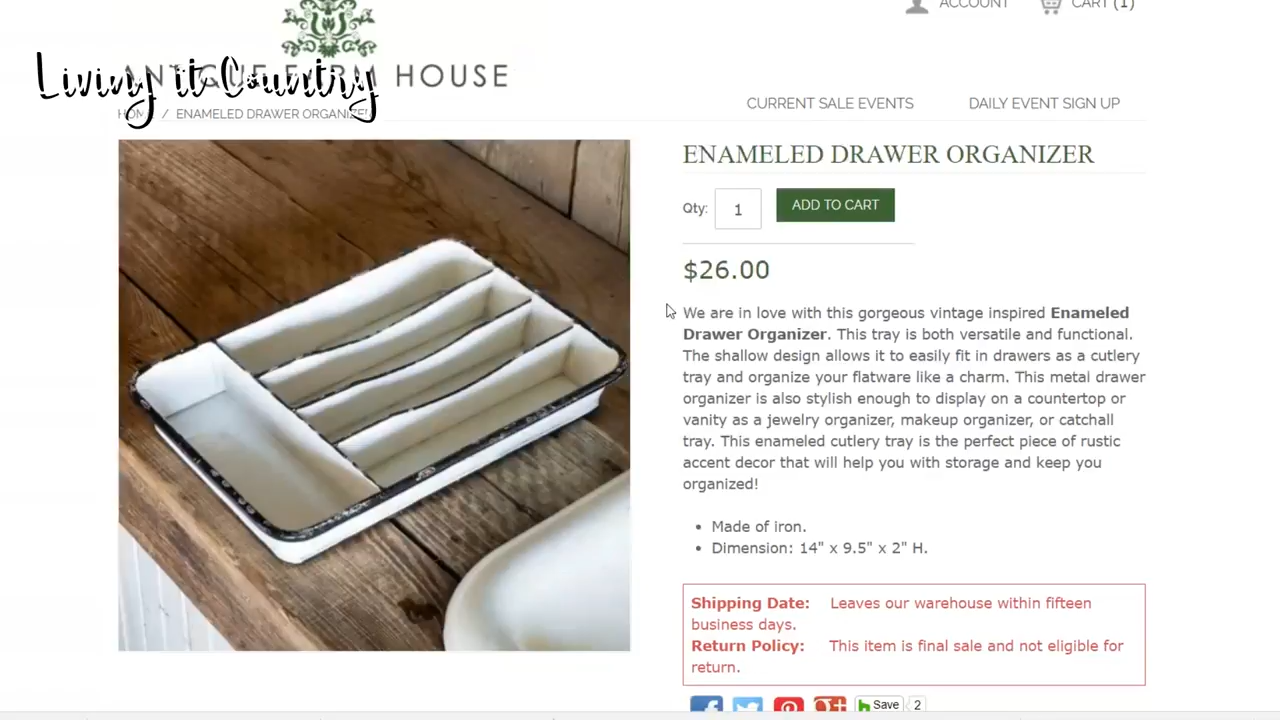 ACCOUNT CART (1)
Living it Country
ANTIQUE FARM HOUSE
HOME / ENAMELED DRAWER ORGANIZER
CURRENT SALE EVENTS DAILY EVENT SIGN UP
ENAMELED DRAWER ORGANIZER
Qty: 1 ADD TO CART
$26.00
We are in love with this gorgeous vintage inspired Enameled
Drawer Organizer. This tray is both versatile and functional.
The shallow design allows it to easily fit in drawers as a cutlery
tray and organize your flatware like a charm. This metal drawer
organizer is also stylish enough to display on a countertop or
vanity as a jewelry organizer, makeup organizer, or catchall
tray. This enameled cutlery tray is the perfect piece of rustic
accent decor that will help you with storage and keep you
organized!
• Made of iron.
• Dimension: 14" x 9.5" x 2" H.
Shipping Date: Leaves our warehouse within fifteen
business days.
Return Policy: This item is final sale and not eligible for
return.
Save 2